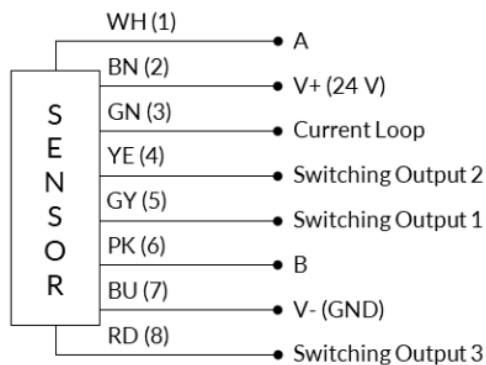 WH (1)
A
BN (2)
V+ (24 V)
GN (3)
Current Loop
YE (4)
Switching Output 2
GY (5)
Switching Output 1
PK (6)
B
BU (7)
V- (GND)
RD (8)
Switching Output 3
SENSOR